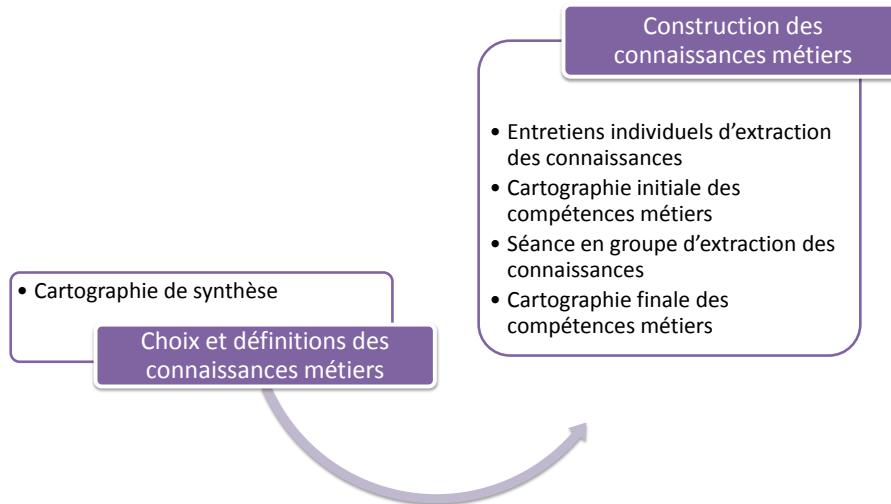 Construction des
connaissances métiers
• Entretiens individuels d’extraction
des connaissances
• Cartographie initiale des
compétences métiers
• Séance en groupe d’extraction des
connaissances
• Cartographie finale des
compétences métiers
• Cartographie de synthèse
Choix et définitions des
connaissances métiers